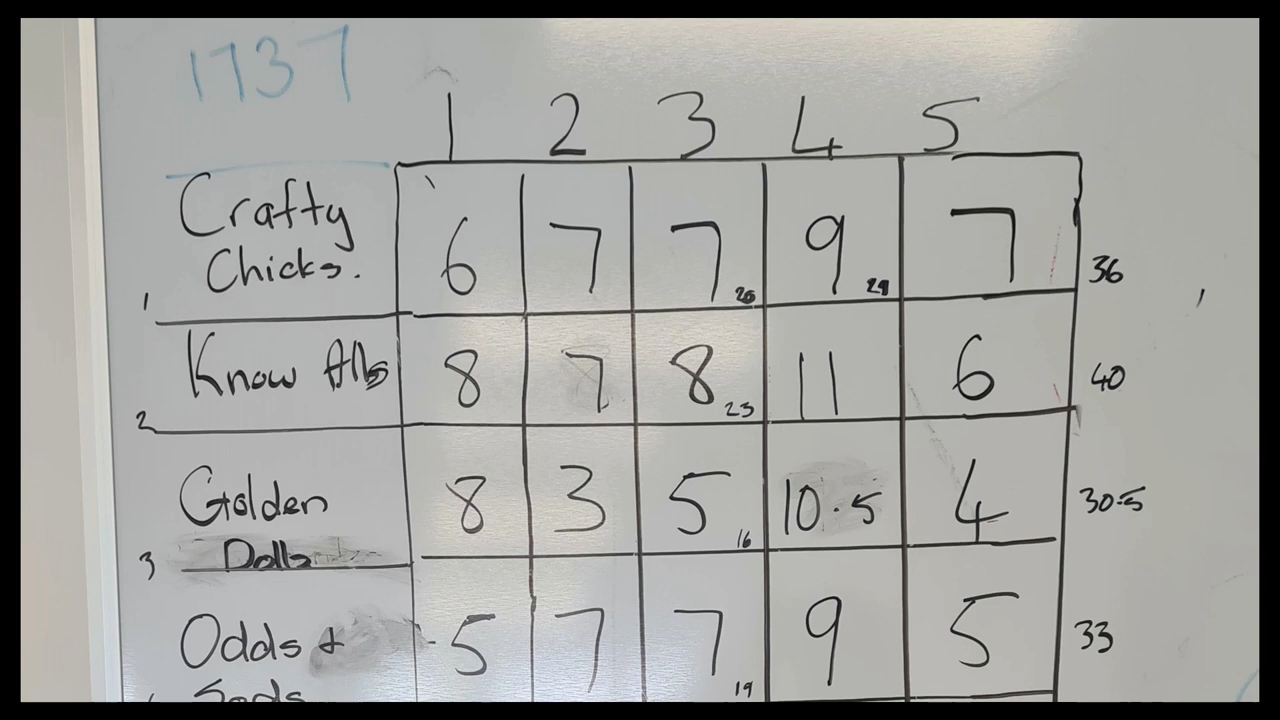 1737
1 2 3 4 5
Crafty
Chicks.
1
6 7 7 20 9 29 7 36
Know Alls
2
8 7 8 23 11 6 40
Golden
Dolls
3
8 3 5 16 10.5 4 30.5
Odds &
5 7 7 19 9 5 33